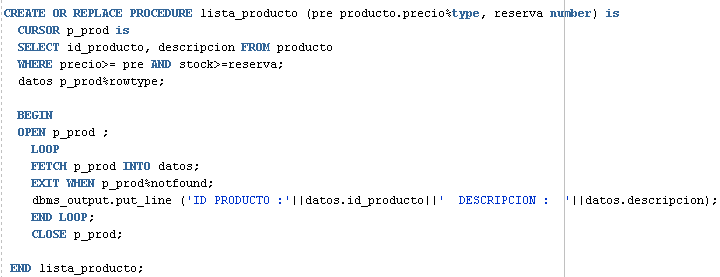 CREATE OR REPLACE PROCEDURE lista_producto (pre producto.precio%type, reserva number) is
CURSOR p_prod is
SELECT id_producto, descripcion FROM producto
WHERE precio>= pre AND stock>=reserva;
datos p_prod%rowtype;
BEGIN
OPEN p_prod ;
LOOP
FETCH p_prod INTO datos;
EXIT WHEN p_prod%notfound;
dbms_output.put_line ('ID PRODUCTO :'||datos.id_producto||'  DESCRIPCION :  '||datos.descripcion);
END LOOP;
CLOSE p_prod;
END lista_producto;